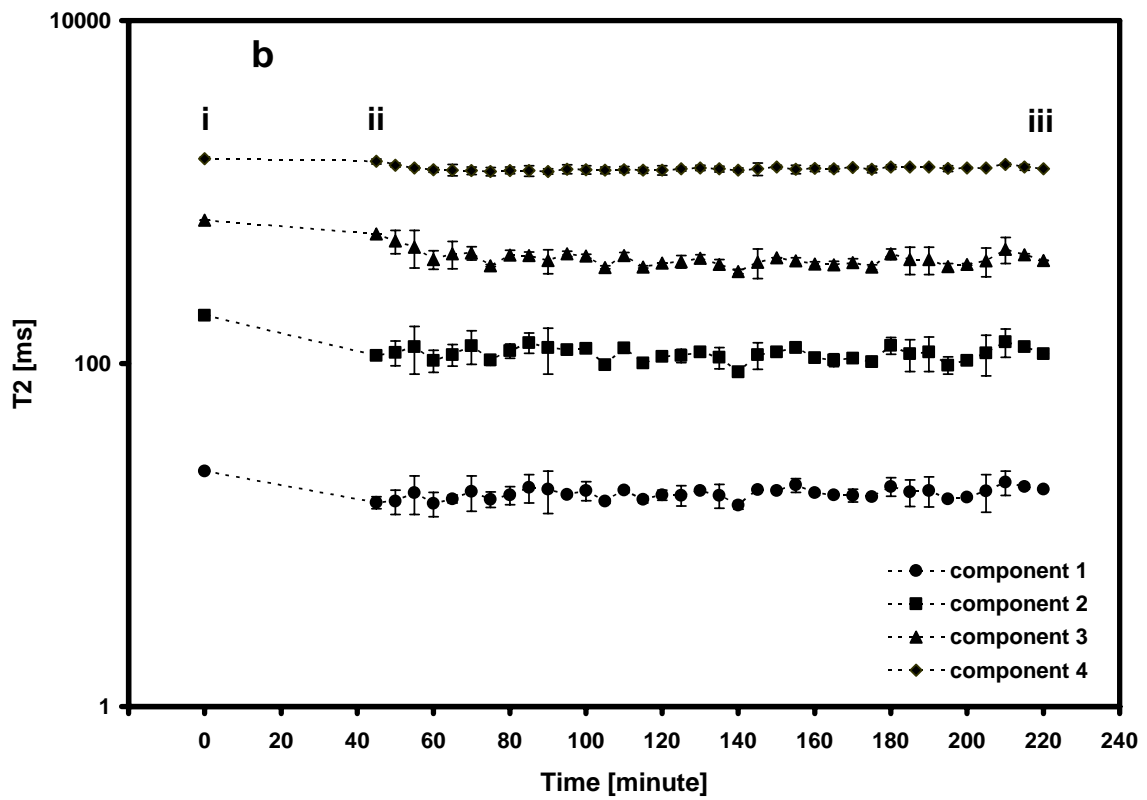 10000
b
i
ii
iii
100
T2 [ms]
component 1
component 2
component 3
component 4
1
0 20 40 60 80 100 120 140 160 180 200 220 240
Time [minute]